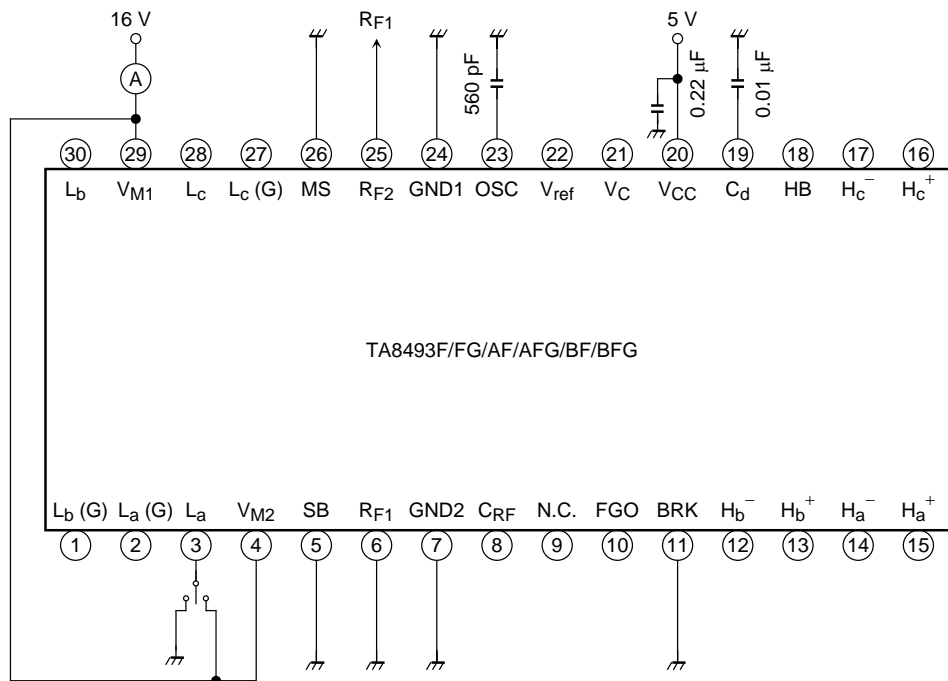 16 V R_F1 5 V
A 560 pF 0.22 μF 0.01 μF
30 29 28 27 26 25 24 23 22 21 20 19 18 17 16
L_b V_M1 L_c L_c (G) MS R_F2 GND1 OSC V_ref V_C V_CC C_d HB H_c^− H_c^+
TA8493F/FG/AF/AFG/BF/BFG
L_b (G) L_a (G) L_a V_M2 SB R_F1 GND2 C_RF N.C. FGO BRK H_b^− H_b^+ H_a^− H_a^+
1 2 3 4 5 6 7 8 9 10 11 12 13 14 15